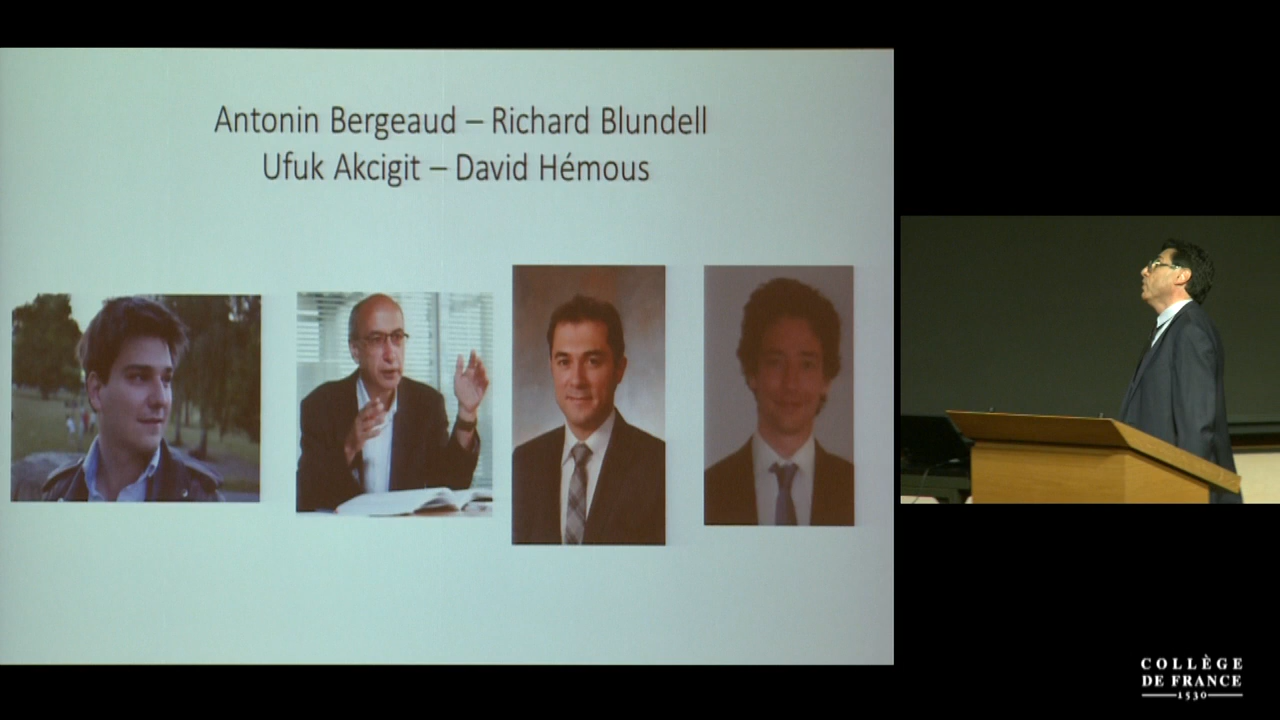 Antonin Bergeaud – Richard Blundell
Ufuk Akcigit – David Hémous
COLLÈGE
DE FRANCE
1530